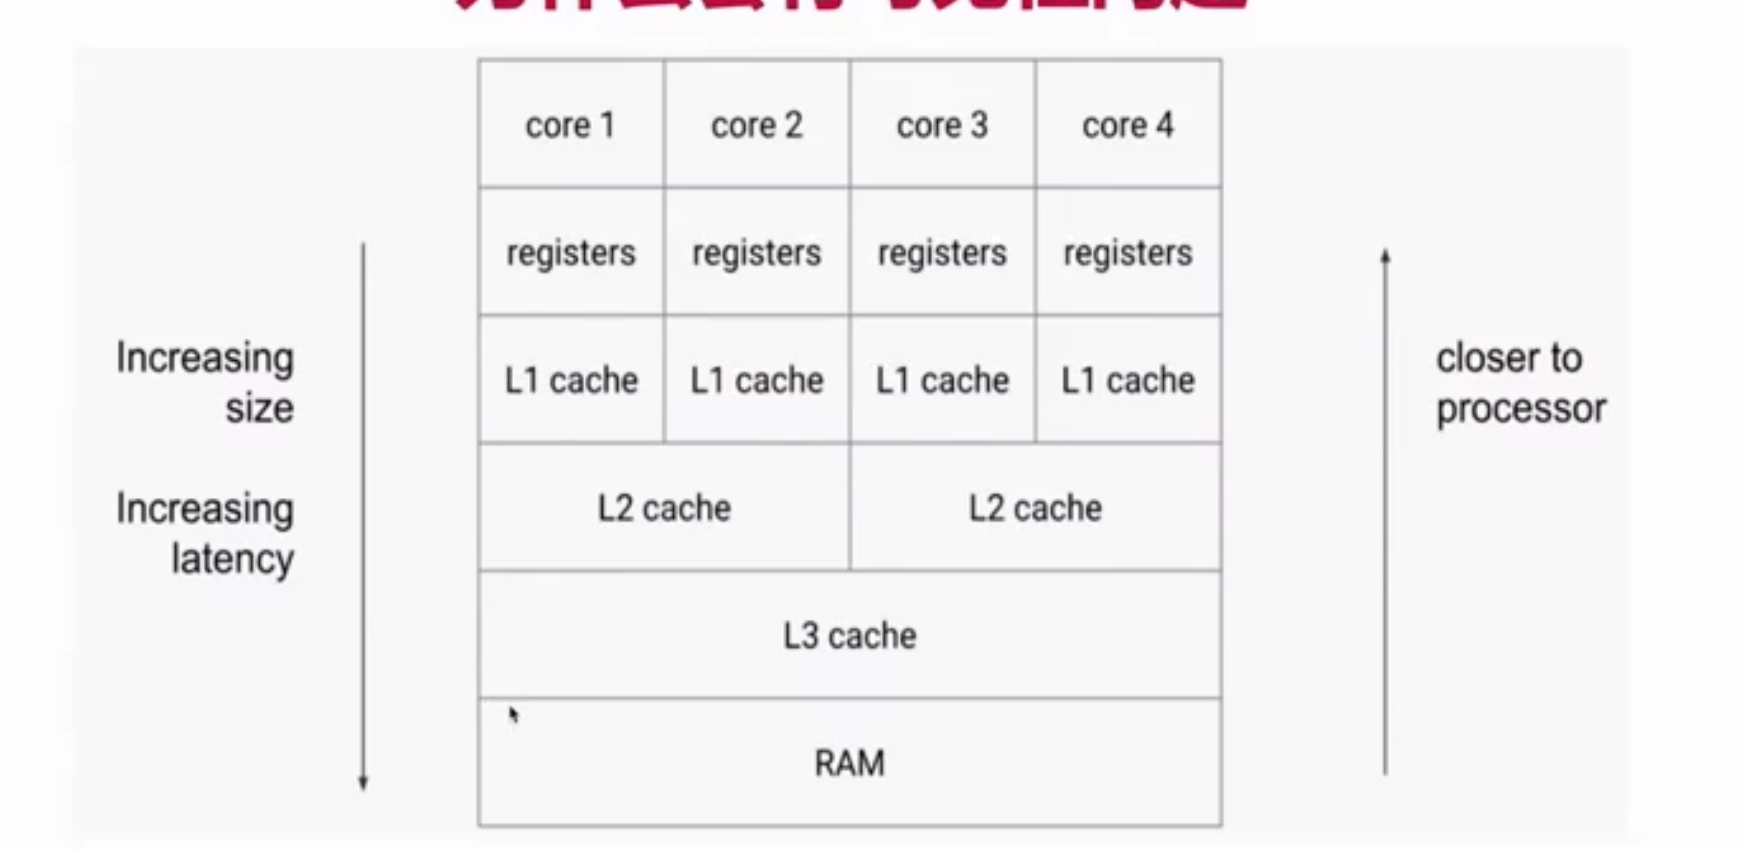 core 1 core 2 core 3 core 4
registers registers registers registers
L1 cache L1 cache L1 cache L1 cache
L2 cache L2 cache
L3 cache
RAM
Increasing
size
Increasing
latency
closer to
processor